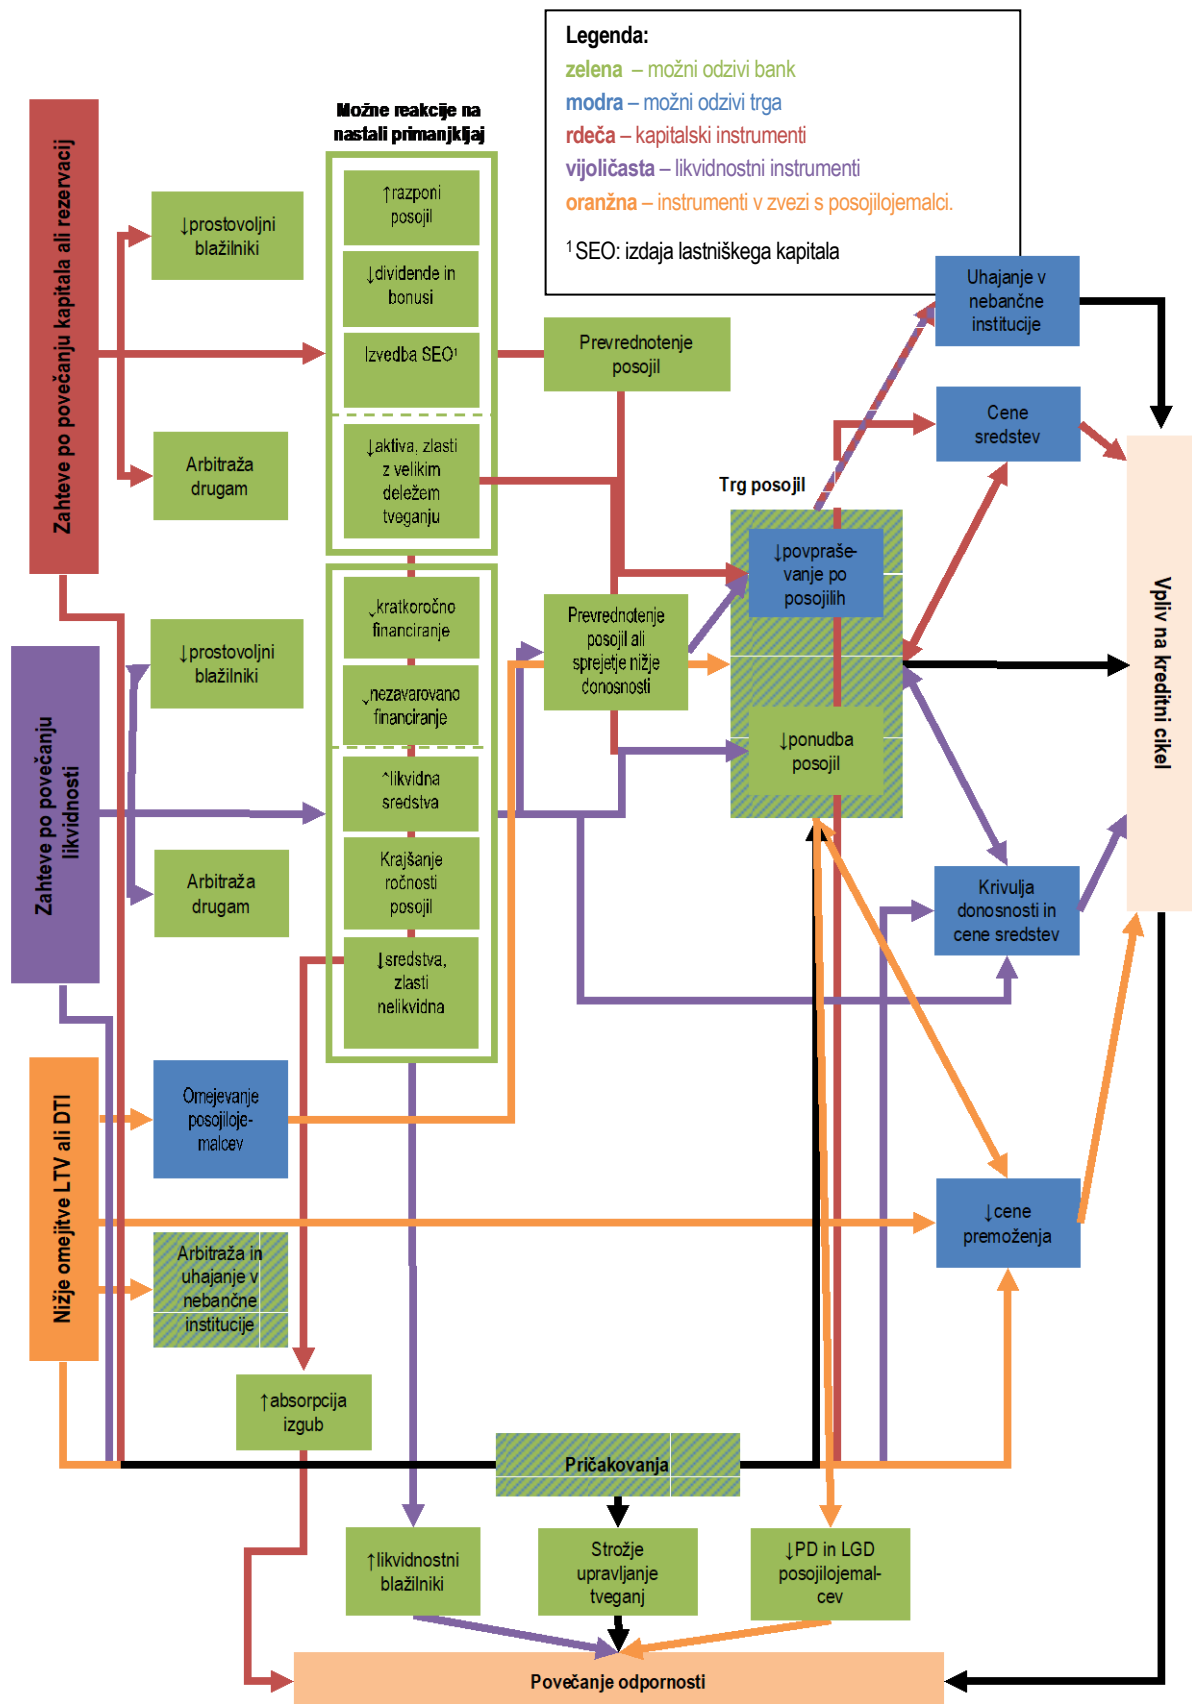 Legenda:
zelena – možni odzivi bank
modra – možni odzivi trga
rdeča – kapitalski instrumenti
vijoličasta – likvidnostni instrumenti
oranžna – instrumenti v zvezi s posojilojemalci.
¹ SEO: izdaja lastniškega kapitala
Možne reakcije na
nastali primanjkljaj
Zahteve po povečanju kapitala ali rezervacij
↓prostovoljni
blažilniki
Arbitraža
drugam
↑razponi
posojil
↓dividende in
bonusi
Izvedba SEO¹
↓aktiva, zlasti
z velikim
deležem
tveganju
Prevrednotenje
posojil
Uhajanje v
nebančne
institucije
Cene
sredstev
Trg posojil
↓povpraše-
vanje po
posojilih
↓ponudba
posojil
Vpliv na kreditni cikel
Zahteve po povečanju
likvidnosti
↓prostovoljni
blažilniki
Arbitraža
drugam
↓kratkoročno
financiranje
↓nezavarovano
financiranje
↑likvidna
sredstva
Krajšanje
ročnosti
posojil
↓sredstva,
zlasti
nelikvidna
Prevrednotenje
posojil ali
sprejetje nižje
donosnosti
Krivulja
donosnosti in
cene sredstev
Nižje omejitve LTV ali DTI
Omejevanje
posojiloje-
malcev
Arbitraža in
uhajanje v
nebančne
institucije
↓cene
premoženja
↑absorpcija
izgub
Pričakovanja
↑likvidnostni
blažilniki
Strožje
upravljanje
tveganj
↓PD in LGD
posojilojemal-
cev
Povečanje odpornosti